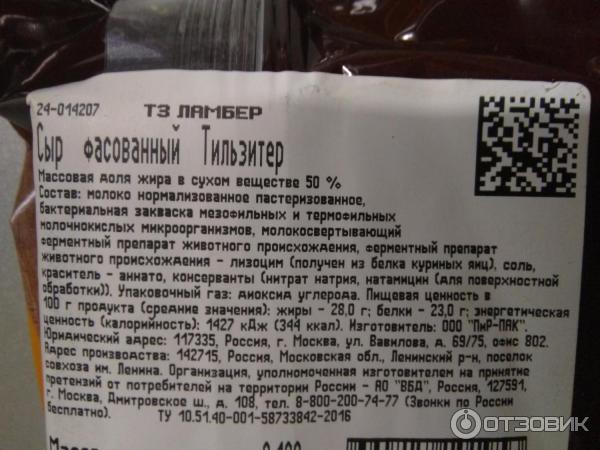 24-014207 ТЗ ЛАМБЕР
Сыр фасованный Тильзитер
Массовая доля жира в сухом веществе 50 %
Состав: молоко нормализованное пастеризованное,
бактериальная закваска мезофильных и термофильных
молочнокислых микроорганизмов, молокосвертывающий
ферментный препарат животного происхождения, ферментный препарат
животного происхождения - лизоцим (получен из белка куриных яиц), соль,
краситель - аннато, консерванты (нитрат натрия, натамицин (для поверхностной
обработки)). Упаковочный газ: диоксид углерода. Пищевая ценность в
100 г продукта (средние значения): жиры - 28,0 г; белки - 23,0 г; энергетическая
ценность (калорийность): 1427 кДж (344 ккал). Изготовитель: ООО "ПиР-ПАК".
Юридический адрес: 117335, Россия, г. Москва, ул. Вавилова, д. 69/75, офис 802.
Адрес производства: 142715, Россия, Московская обл., Ленинский р-н, поселок
совхоза им. Ленина. Организация, уполномоченная изготовителем на принятие
претензий от потребителей на территории России - АО "ВБД", Россия, 127591,
г. Москва, Дмитровское ш., д. 108, тел. 8-800-200-74-77 (Звонки по России
бесплатно). ТУ 10.51.40-001-58733842-2016
ОТЗОВИК